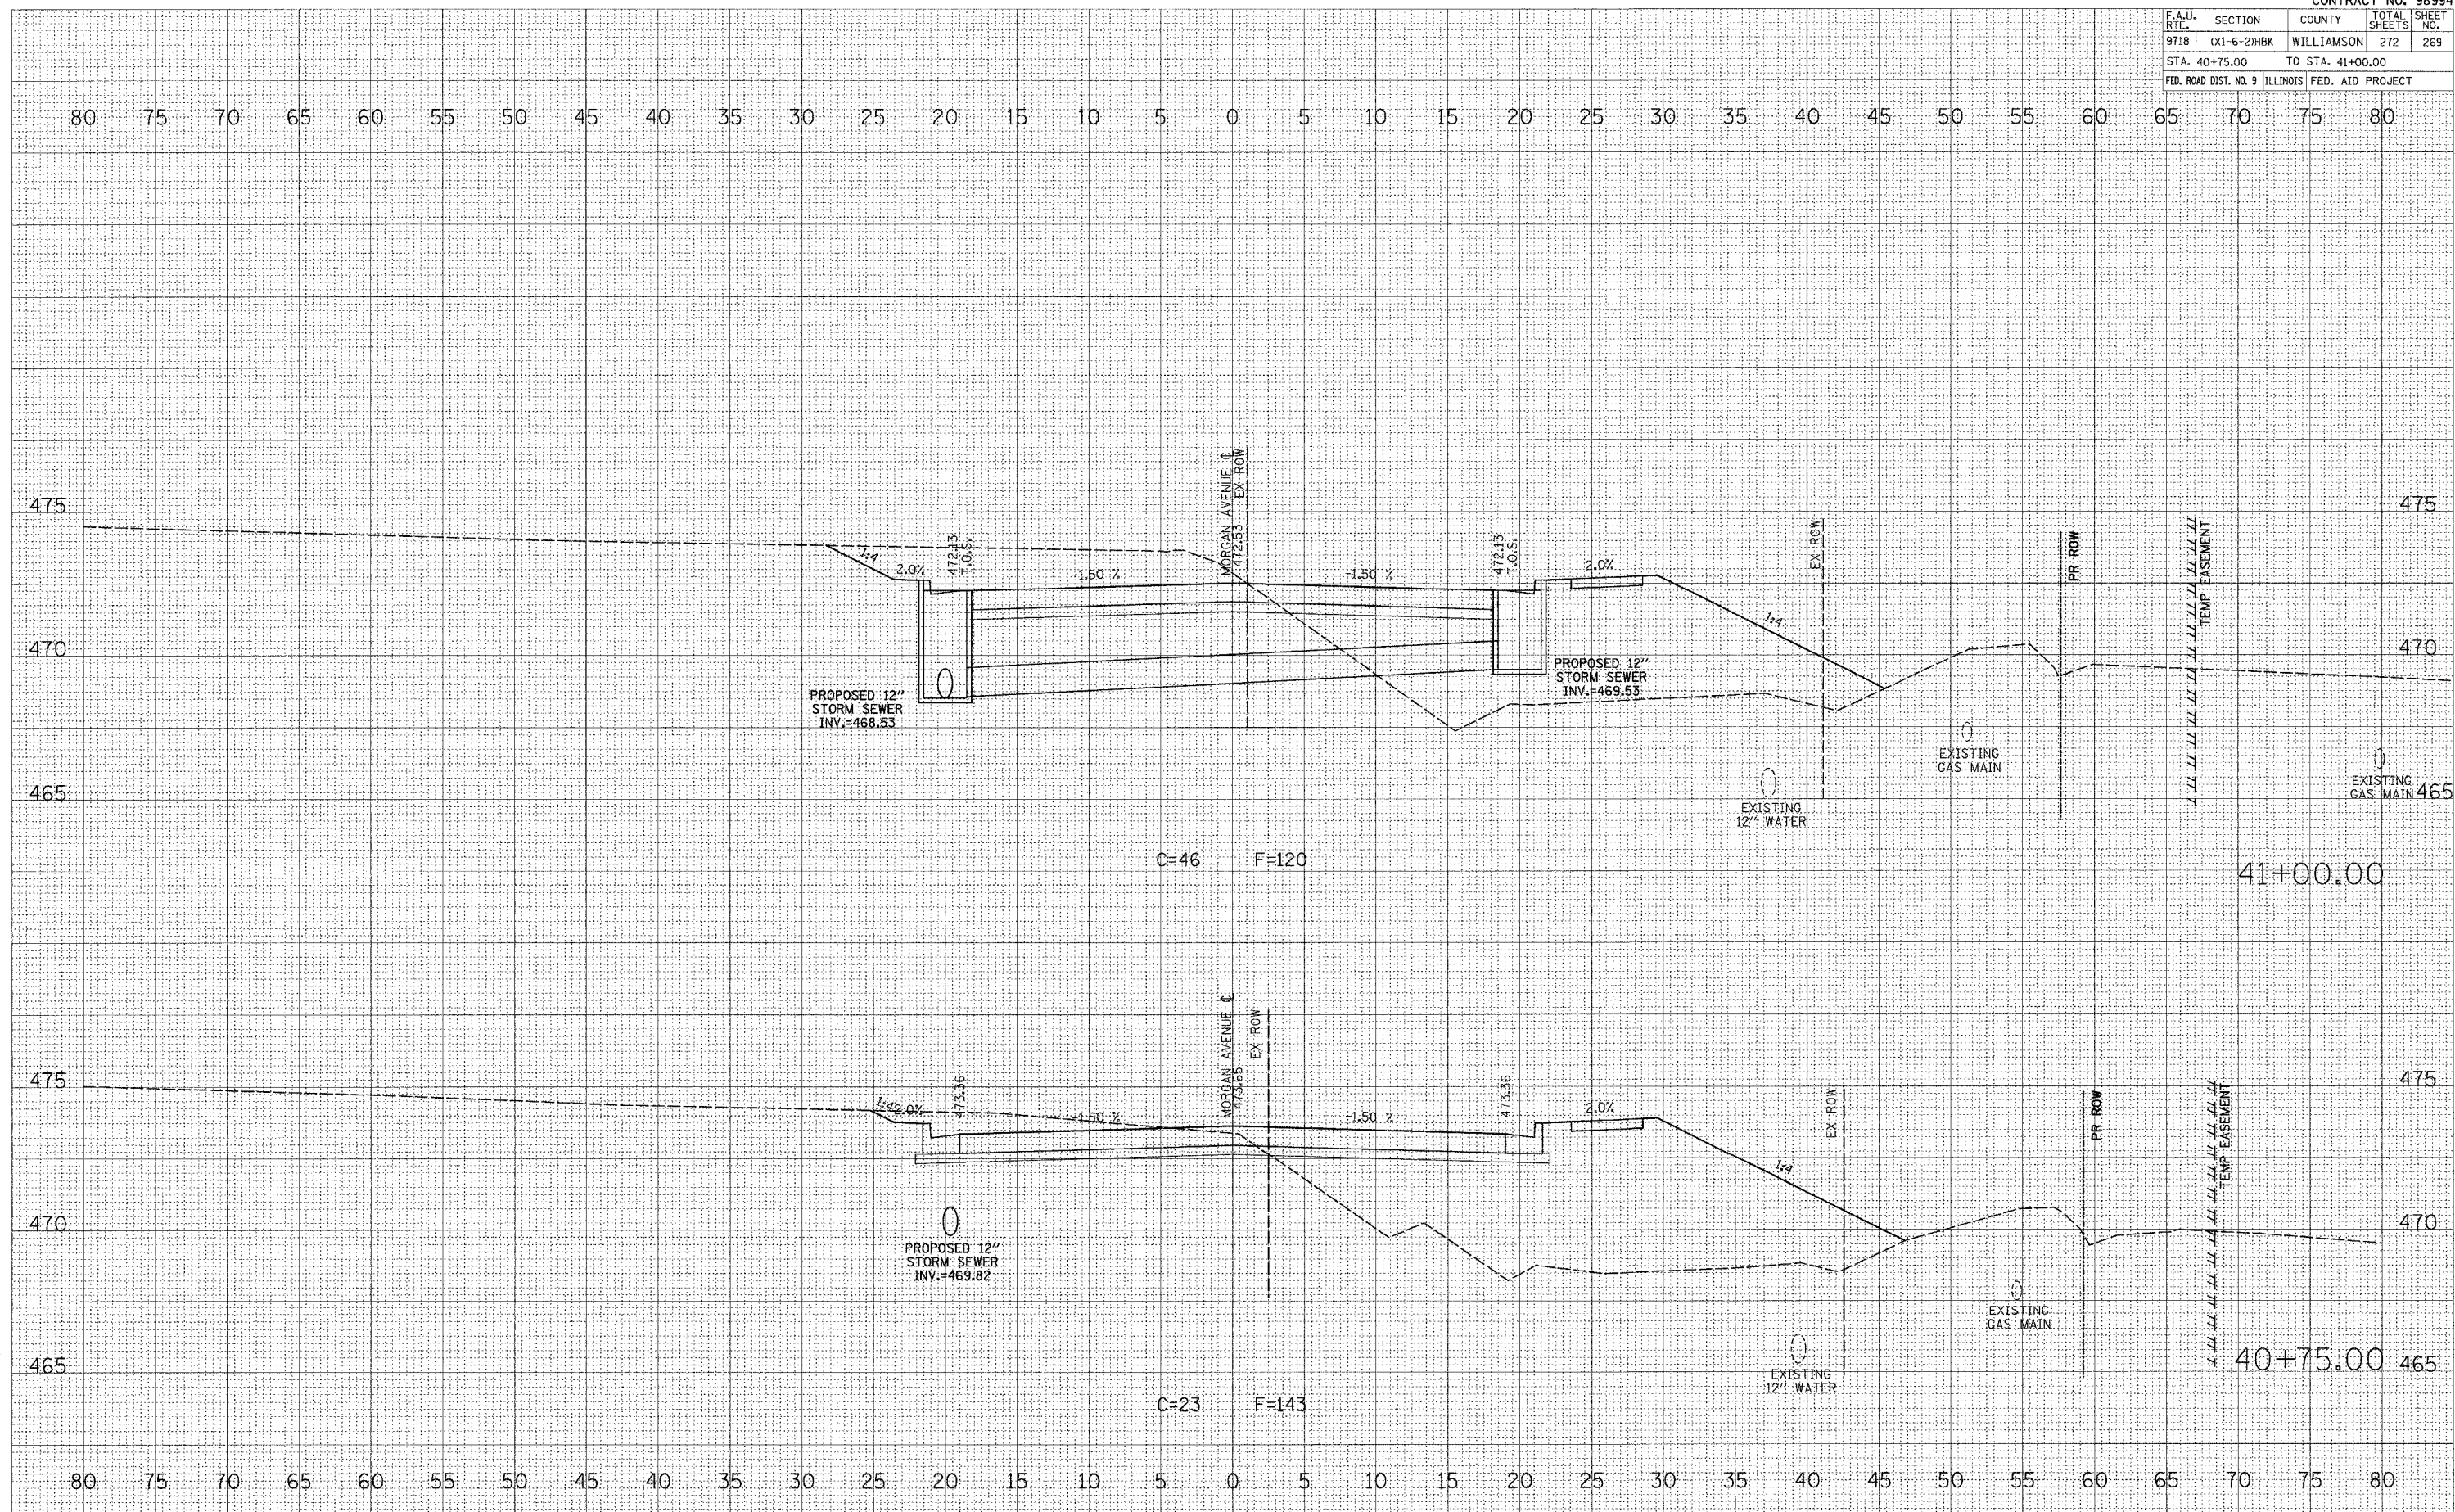 CONTRACT NO. 98994
F.A.U. RTE. SECTION COUNTY TOTAL SHEETS SHEET NO.
9718 (X1-6-2)HBK WILLIAMSON 272 269
STA. 40+75.00 TO STA. 41+00.00
FED. ROAD DIST. NO. 9 ILLINOIS FED. AID PROJECT
80 75 70 65 60 55 50 45 40 35 30 25 20 15 10 5 0 5 10 15 20 25 30 35 40 45 50 55 60 65 70 75 80
MORGAN AVENUE ℄
472.53
EX ROW
475
475
472.13
T.O.S.
472.13
T.O.S.
EX ROW
PR ROW
TEMP EASEMENT
1:4
2.0%
-1.50 %
-1.50 %
2.0%
1:4
470
470
PROPOSED 12"
STORM SEWER
INV.=468.53
PROPOSED 12"
STORM SEWER
INV.=469.53
EXISTING
GAS MAIN
EXISTING
GAS MAIN
465
465
EXISTING
12" WATER
C=46 F=120
41+00.00
MORGAN AVENUE ℄
473.65
EX ROW
475
475
473.36
473.36
EX ROW
PR ROW
TEMP EASEMENT
1:4
2.0%
-1.50 %
-1.50 %
2.0%
1:4
470
470
PROPOSED 12"
STORM SEWER
INV.=469.82
EXISTING
GAS MAIN
465
40+75.00
465
EXISTING
12" WATER
C=23 F=143
80 75 70 65 60 55 50 45 40 35 30 25 20 15 10 5 0 5 10 15 20 25 30 35 40 45 50 55 60 65 70 75 80